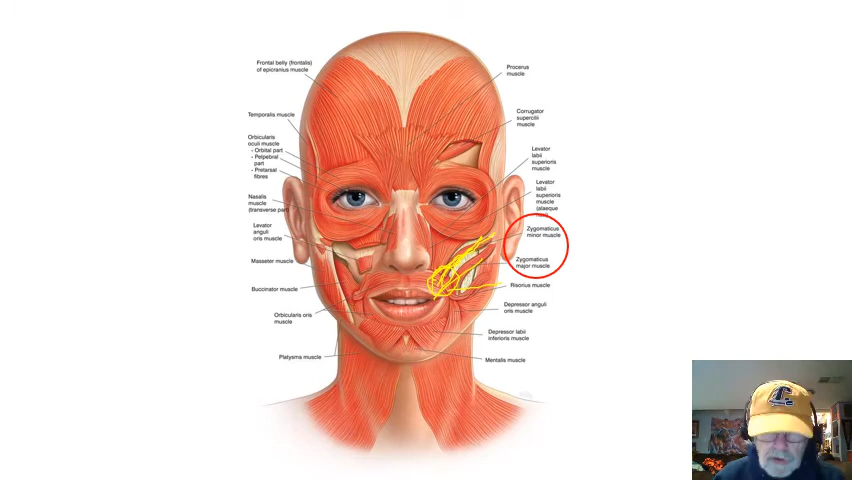 Frontal belly (frontalis)
of epicranius muscle
Temporalis muscle
Orbicularis
oculi muscle
- Orbital part
- Pelpebral
part
- Pretarsal
fibres
Nasalis
muscle
(transverse part)
Levator
anguli
oris muscle
Masseter muscle
Buccinator muscle
Orbicularis oris
muscle
Platysma muscle
Procerus
muscle
Corrugator
supercilii
muscle
Levator
labii
superioris
muscle
Levator
labii
superioris
muscle
(alaeque
Zygomaticus
minor muscle
Zygomaticus
major muscle
Risorius muscle
Depressor anguli
oris muscle
Depressor labii
inferioris muscle
Mentalis muscle